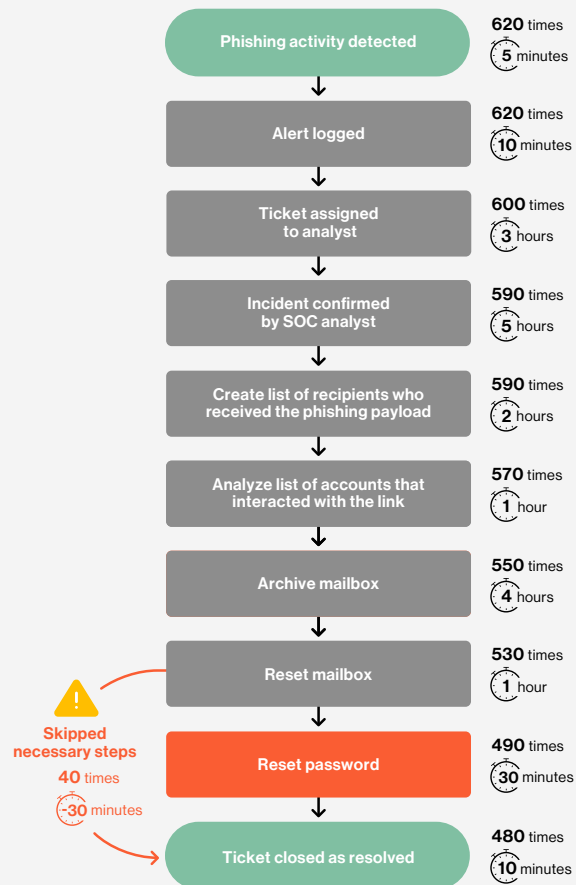 Phishing activity detected
620 times
5 minutes
Alert logged
620 times
10 minutes
Ticket assigned
to analyst
600 times
3 hours
Incident confirmed
by SOC analyst
590 times
5 hours
Create list of recipients who
received the phishing payload
590 times
2 hours
Analyze list of accounts that
interacted with the link
570 times
1 hour
Archive mailbox
550 times
4 hours
Reset mailbox
530 times
1 hour
Skipped
necessary steps
40 times
-30 minutes
Reset password
490 times
30 minutes
Ticket closed as resolved
480 times
10 minutes